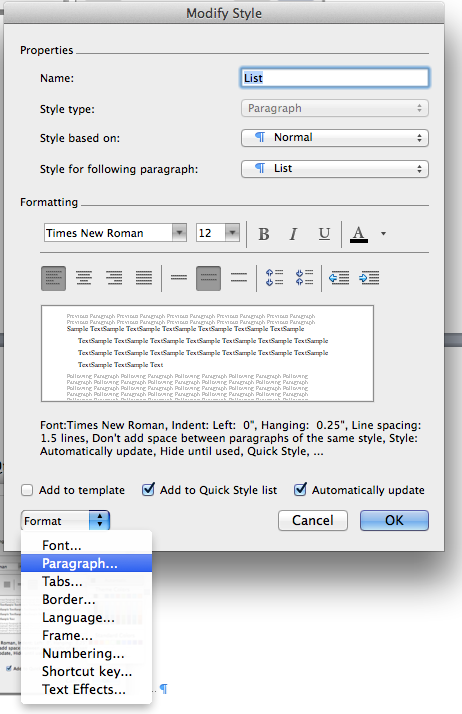 Modify Style
Properties
Name: List
Style type: Paragraph
Style based on: ¶ Normal
Style for following paragraph: ¶ List
Formatting
Times New Roman 12 B I U A
Previous Paragraph Previous Paragraph Previous Paragraph Previous Paragraph Previous Paragraph
Previous Paragraph Previous Paragraph Previous Paragraph Previous Paragraph Previous Paragraph
Sample TextSample TextSample TextSample TextSample TextSample TextSample
TextSample TextSample TextSample TextSample TextSample TextSample
TextSample TextSample TextSample TextSample TextSample TextSample
TextSample TextSample Text
Paragraph Following Paragraph Following Paragraph Following Paragraph Following
Paragraph Following Paragraph Following Paragraph Following Paragraph Following
Paragraph Following Paragraph Following Paragraph Following Paragraph Following
Font:Times New Roman, Indent: Left: 0", Hanging: 0.25", Line spacing:
1.5 lines, Don't add space between paragraphs of the same style, Style:
Automatically update, Hide until used, Quick Style, ...
Add to template Add to Quick Style list Automatically update
Format Cancel OK
Font...
Paragraph...
Tabs...
Border...
Language...
Frame...
Numbering...
Shortcut key...
Text Effects...
¶